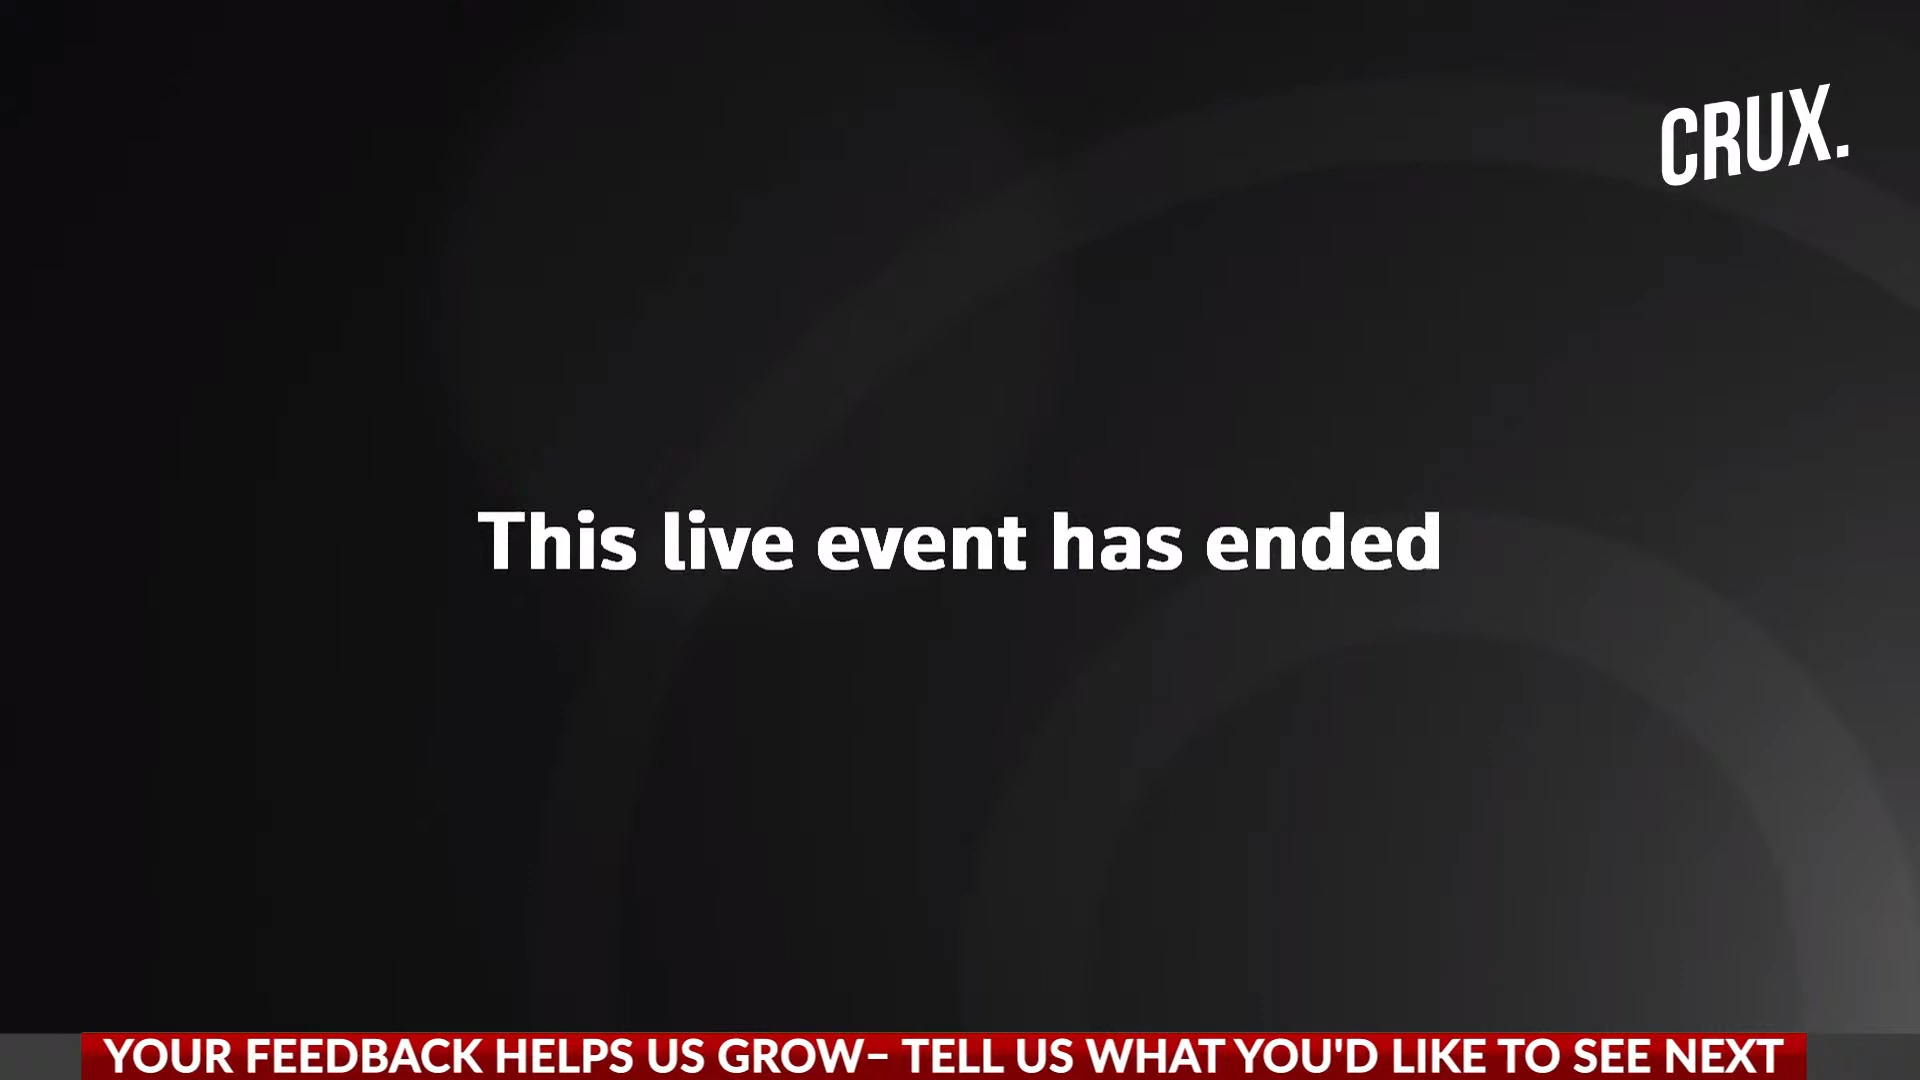 CRUX.
This live event has ended
YOUR FEEDBACK HELPS US GROW– TELL US WHAT YOU'D LIKE TO SEE NEXT